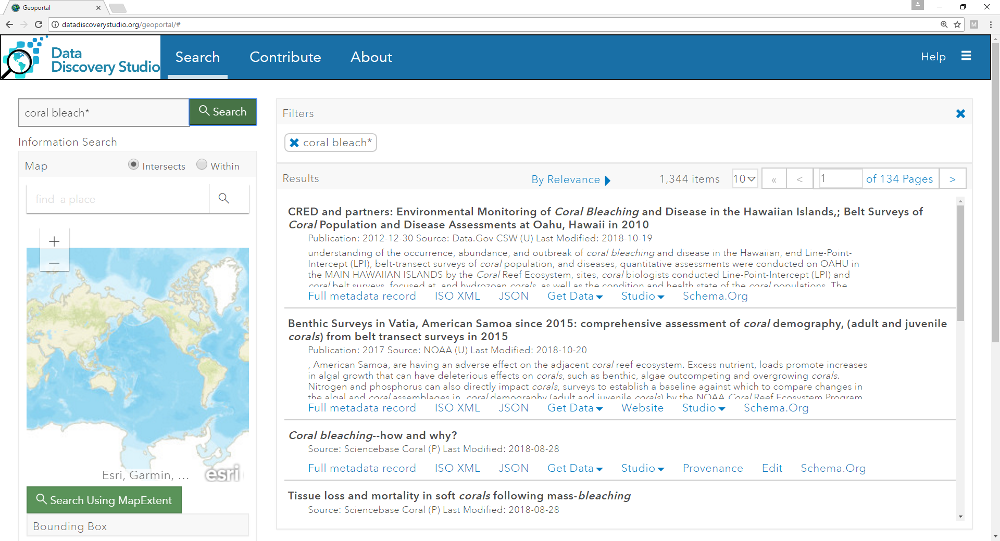 Geoportal
datadiscoverystudio.org/geoportal/#
M
Data
Discovery Studio
Search
Contribute
About
Help
coral bleach*
Search
Information Search
Map
Intersects
Within
find a place
+
−
Esri, Garmin, ...
esri
Search Using MapExtent
Bounding Box
Filters
coral bleach*
Results
By Relevance
1,344 items
10
«
<
1
of 134 Pages
>
CRED and partners: Environmental Monitoring of Coral Bleaching and Disease in the Hawaiian Islands,; Belt Surveys of
Coral Population and Disease Assessments at Oahu, Hawaii in 2010
Publication: 2012-12-30 Source: Data.Gov CSW (U) Last Modified: 2018-10-19
understanding of the occurrence, abundance, and outbreak of coral bleaching and disease in the Hawaiian, end Line-Point-
Intercept (LPI), belt-transect surveys of coral population, and diseases, quantitative assessments were conducted on OAHU in
the MAIN HAWAIIAN ISLANDS by the Coral Reef Ecosystem, sites, coral biologists conducted Line-Point-Intercept (LPI) and
coral belt surveys, focused at, and hydrozoan corals, as well as the condition and health state of the coral populations. The
Full metadata record ISO XML JSON Get Data Studio Schema.Org
Benthic Surveys in Vatia, American Samoa since 2015: comprehensive assessment of coral demography, (adult and juvenile
corals) from belt transect surveys in 2015
Publication: 2017 Source: NOAA (U) Last Modified: 2018-10-20
, American Samoa, are having an adverse effect on the adjacent coral reef ecosystem. Excess nutrient, loads promote increases
in algal growth that can have deleterious effects on corals, such as benthic, algae outcompeting and overgrowing corals.
Nitrogen and phosphorus can also directly impact corals, surveys to establish a baseline against which to compare changes in
the algal and coral assemblages in, coral demography (adult and juvenile corals) by the NOAA Coral Reef Ecosystem Program
Full metadata record ISO XML JSON Get Data Website Studio Schema.Org
Coral bleaching--how and why?
Source: Sciencebase Coral (P) Last Modified: 2018-08-28
Full metadata record ISO XML JSON Get Data Studio Provenance Edit Schema.Org
Tissue loss and mortality in soft corals following mass-bleaching
Source: Sciencebase Coral (P) Last Modified: 2018-08-28